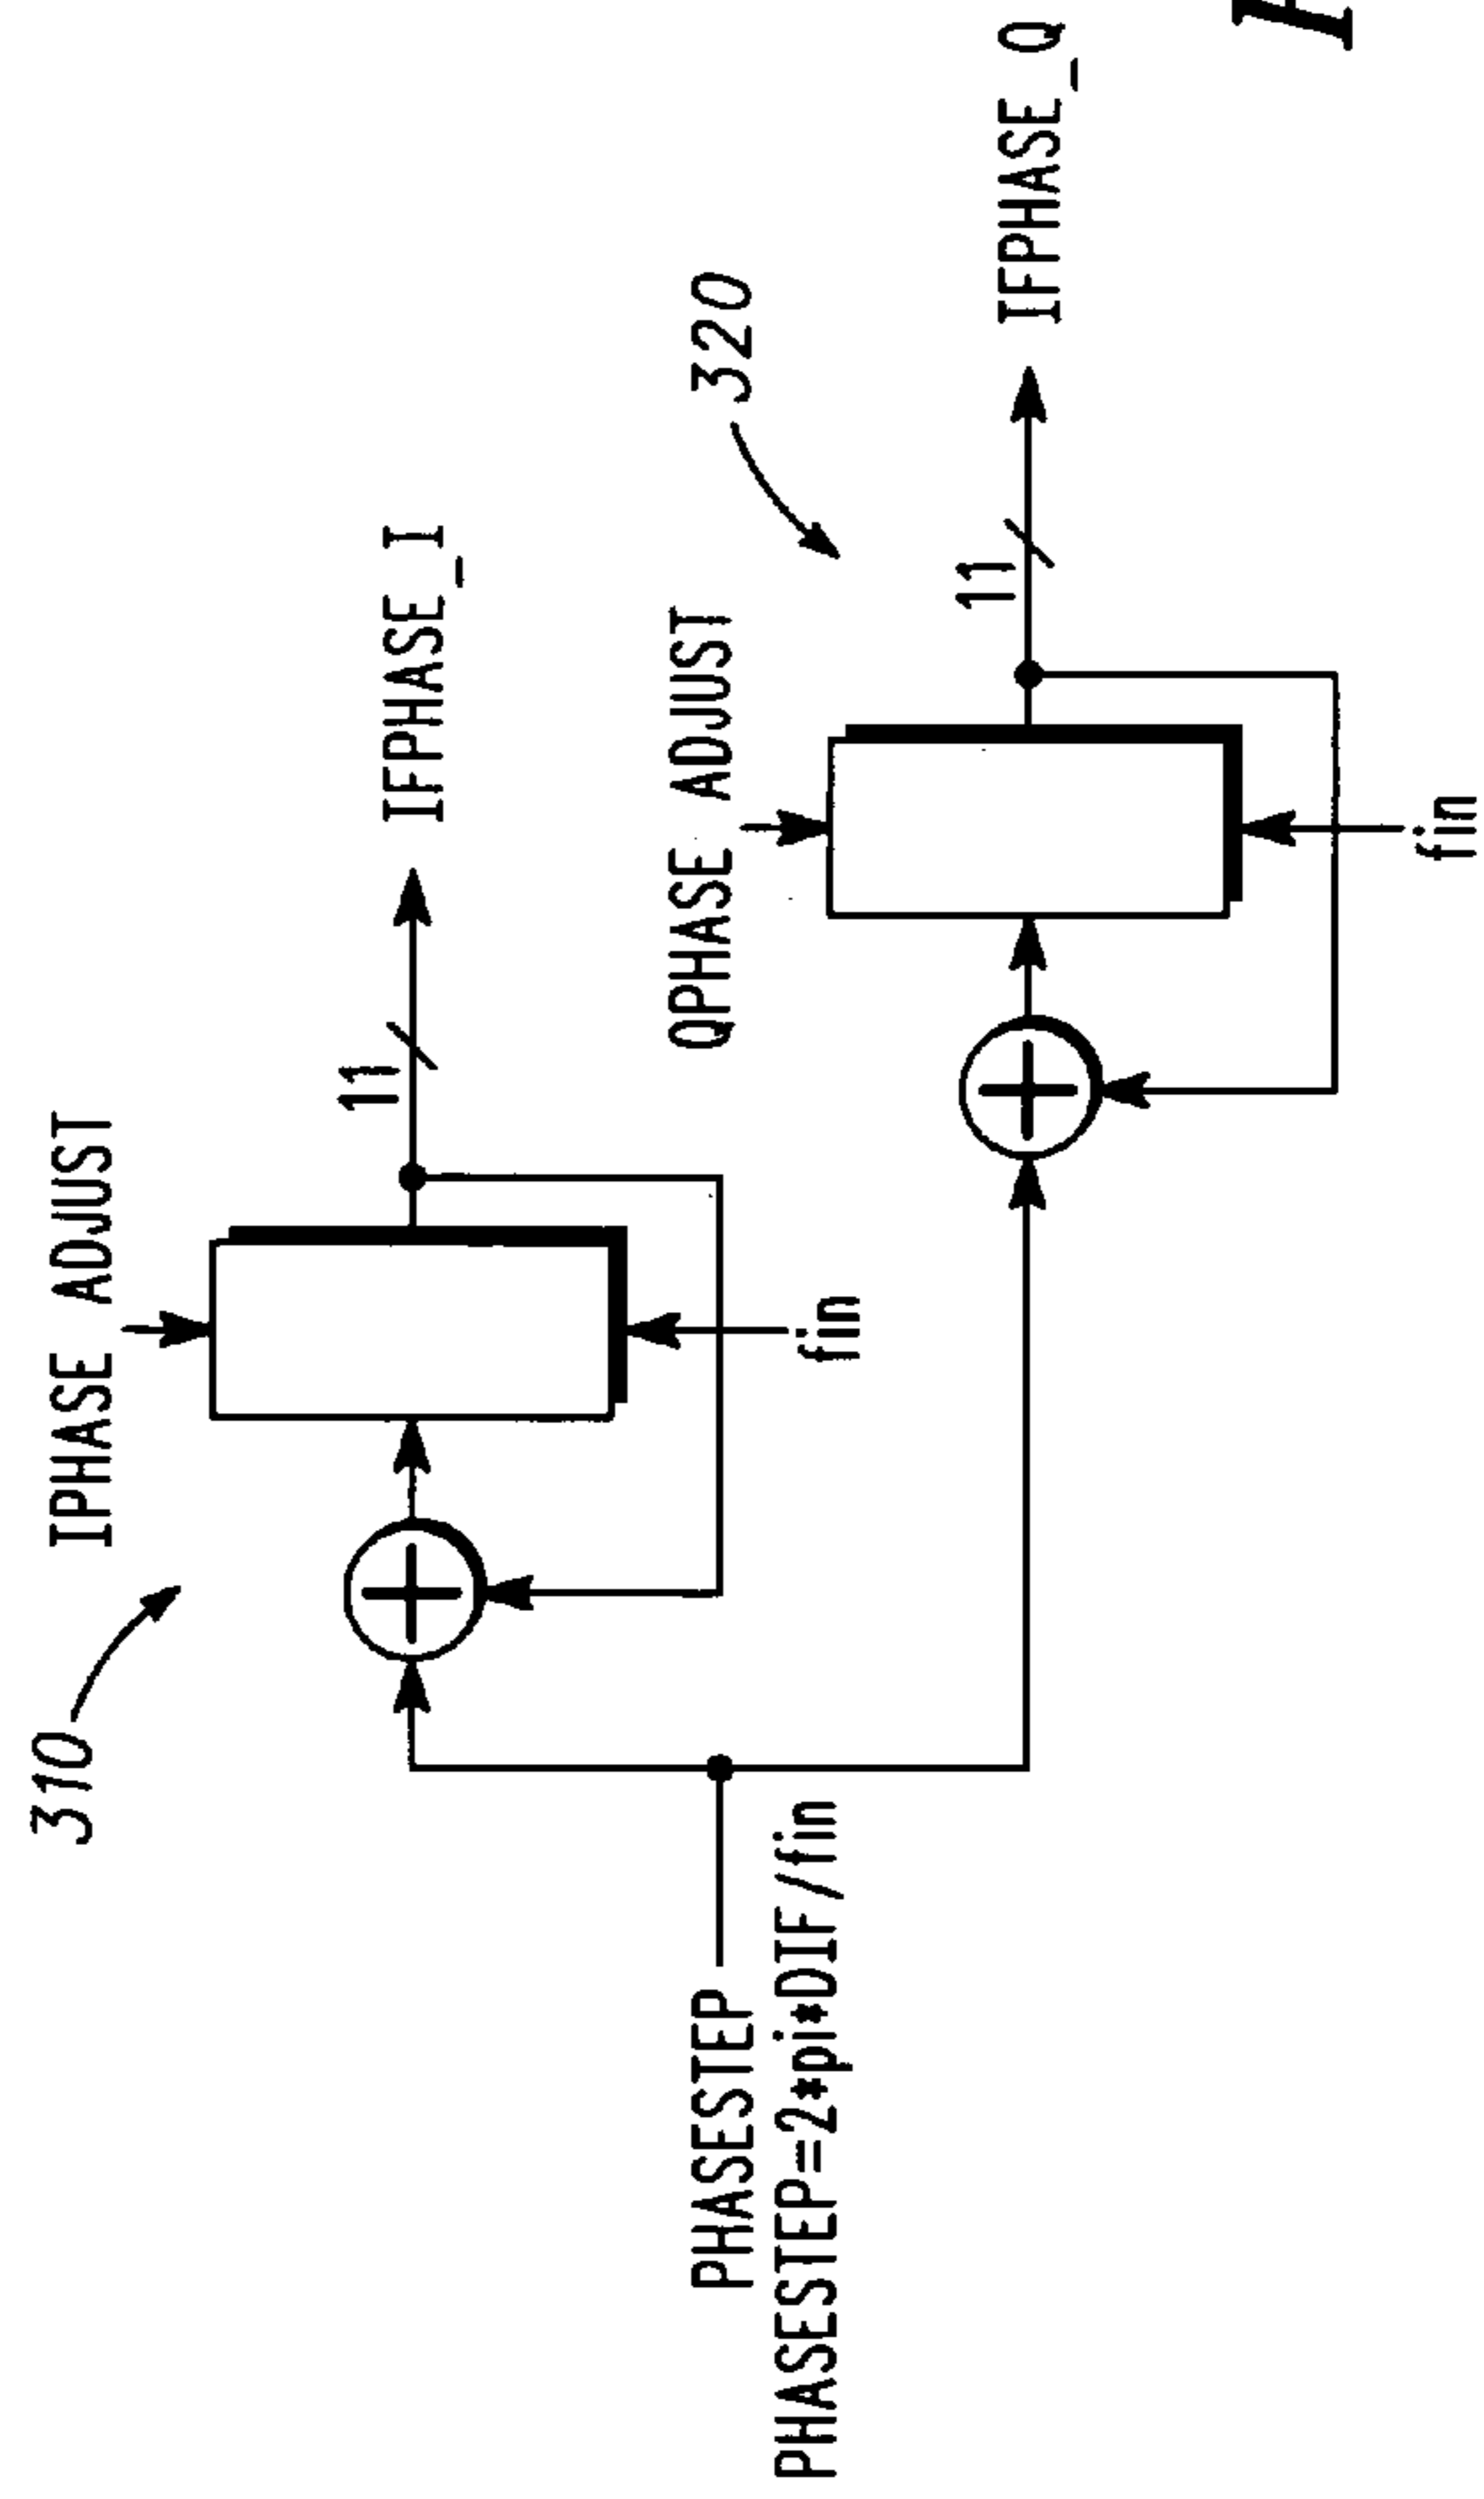 310
IPHASE ADJUST
11
IFPHASE_I
fin
PHASESTEP
PHASESTEP=2*pi*DIF/fin
QPHASE ADJUST
320
11
IFPHASE_Q
fin